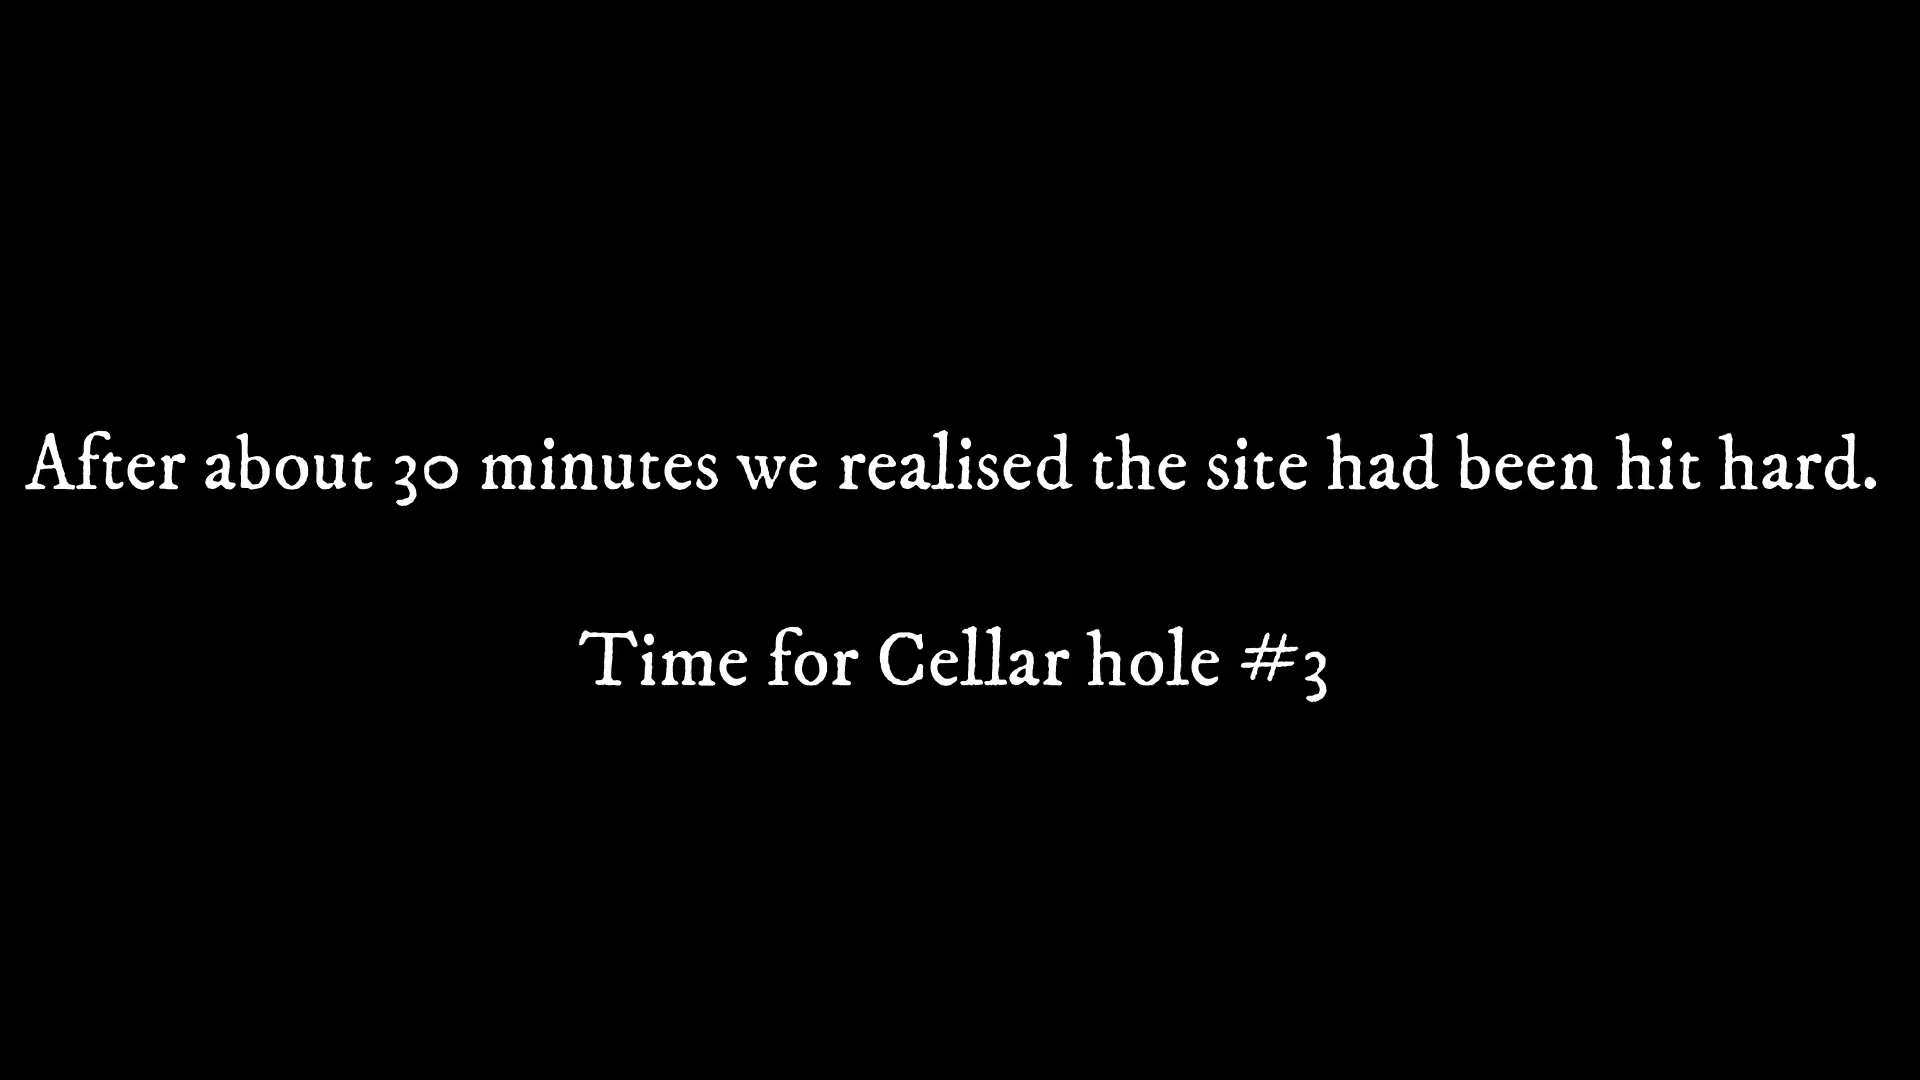 After about 30 minutes we realised the site had been hit hard.
Time for Cellar hole #3